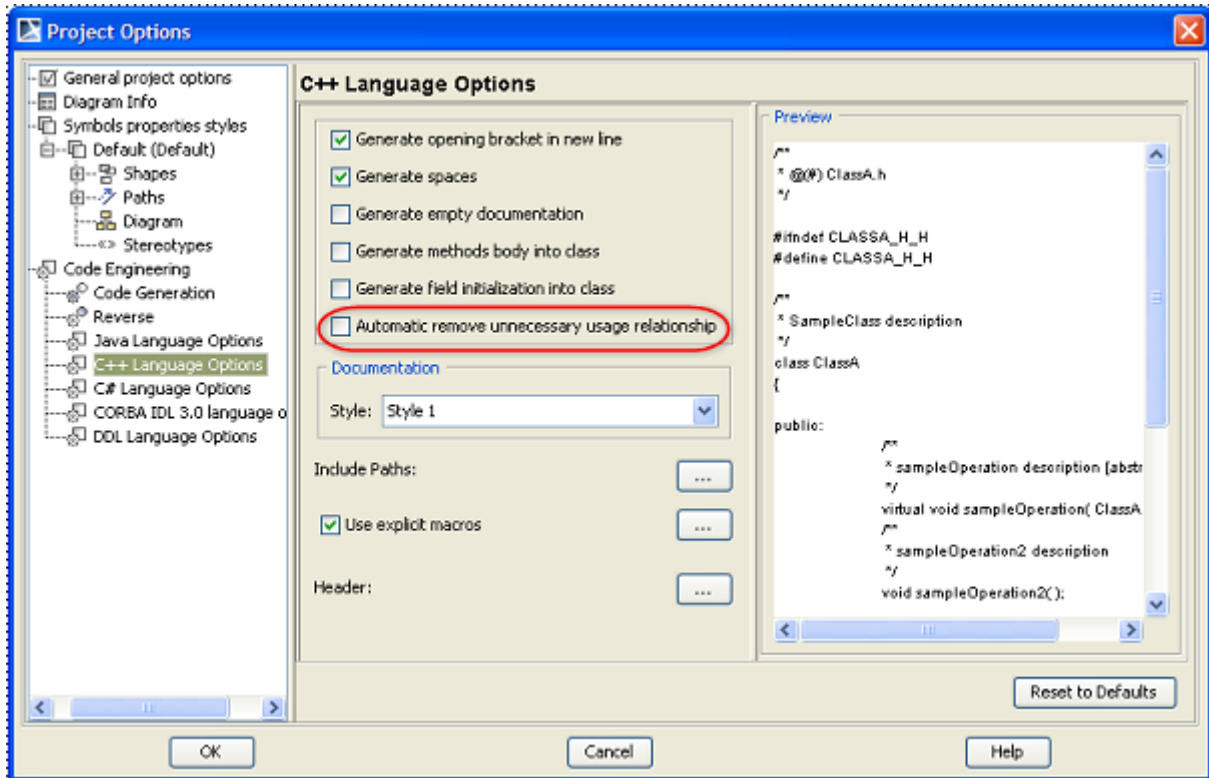 Project Options
General project options
Diagram Info
Symbols properties styles
Default (Default)
Shapes
Paths
Diagram
Stereotypes
Code Engineering
Code Generation
Reverse
Java Language Options
C++ Language Options
C# Language Options
CORBA IDL 3.0 language o
DDL Language Options
C++ Language Options
Generate opening bracket in new line
Generate spaces
Generate empty documentation
Generate methods body into class
Generate field initialization into class
Automatic remove unnecessary usage relationship
Documentation
Style: Style 1
Include Paths:
...
Use explicit macros
...
Header:
...
Preview
/**
* @(#) ClassA.h
*/
#ifndef CLASSA_H_H
#define CLASSA_H_H
/**
* SampleClass description
*/
class ClassA
{
public:
/**
* sampleOperation description [abstr
*/
virtual void sampleOperation( ClassA
/**
* sampleOperation2 description
*/
void sampleOperation2( );
Reset to Defaults
OK
Cancel
Help